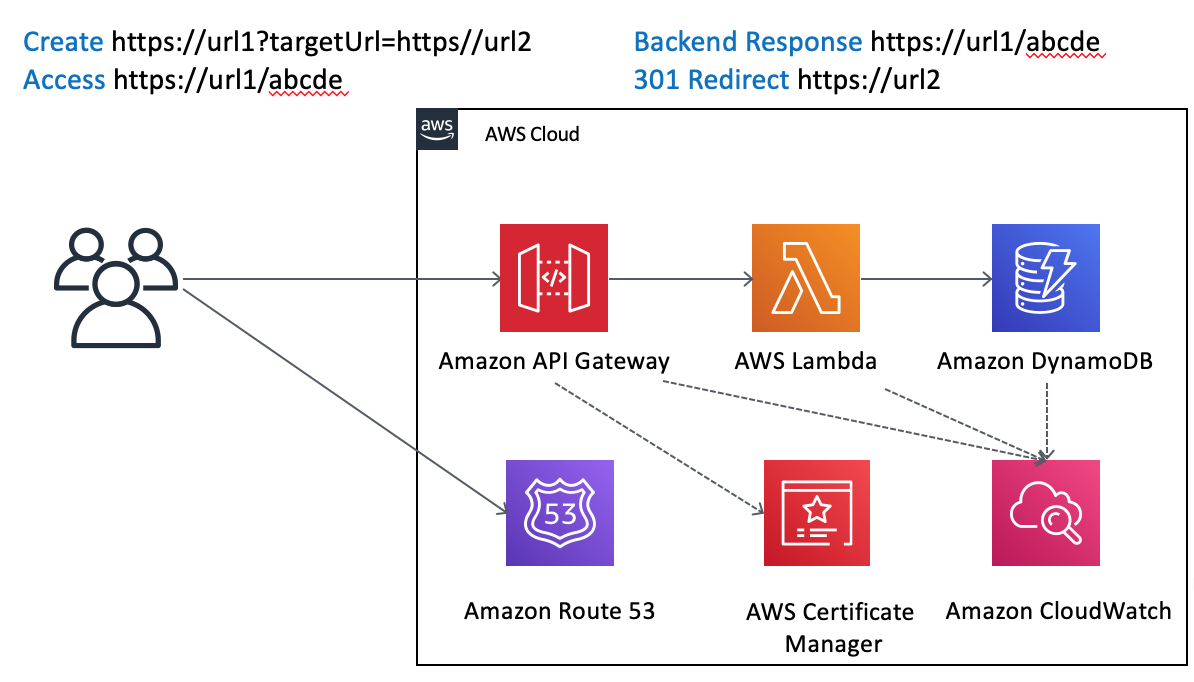 Create https://url1?targetUrl=https//url2
Access https://url1/abcde
Backend Response https://url1/abcde
301 Redirect https://url2
aws
AWS Cloud
Amazon API Gateway
AWS Lambda
Amazon DynamoDB
53
Amazon Route 53
AWS Certificate
Manager
Amazon CloudWatch